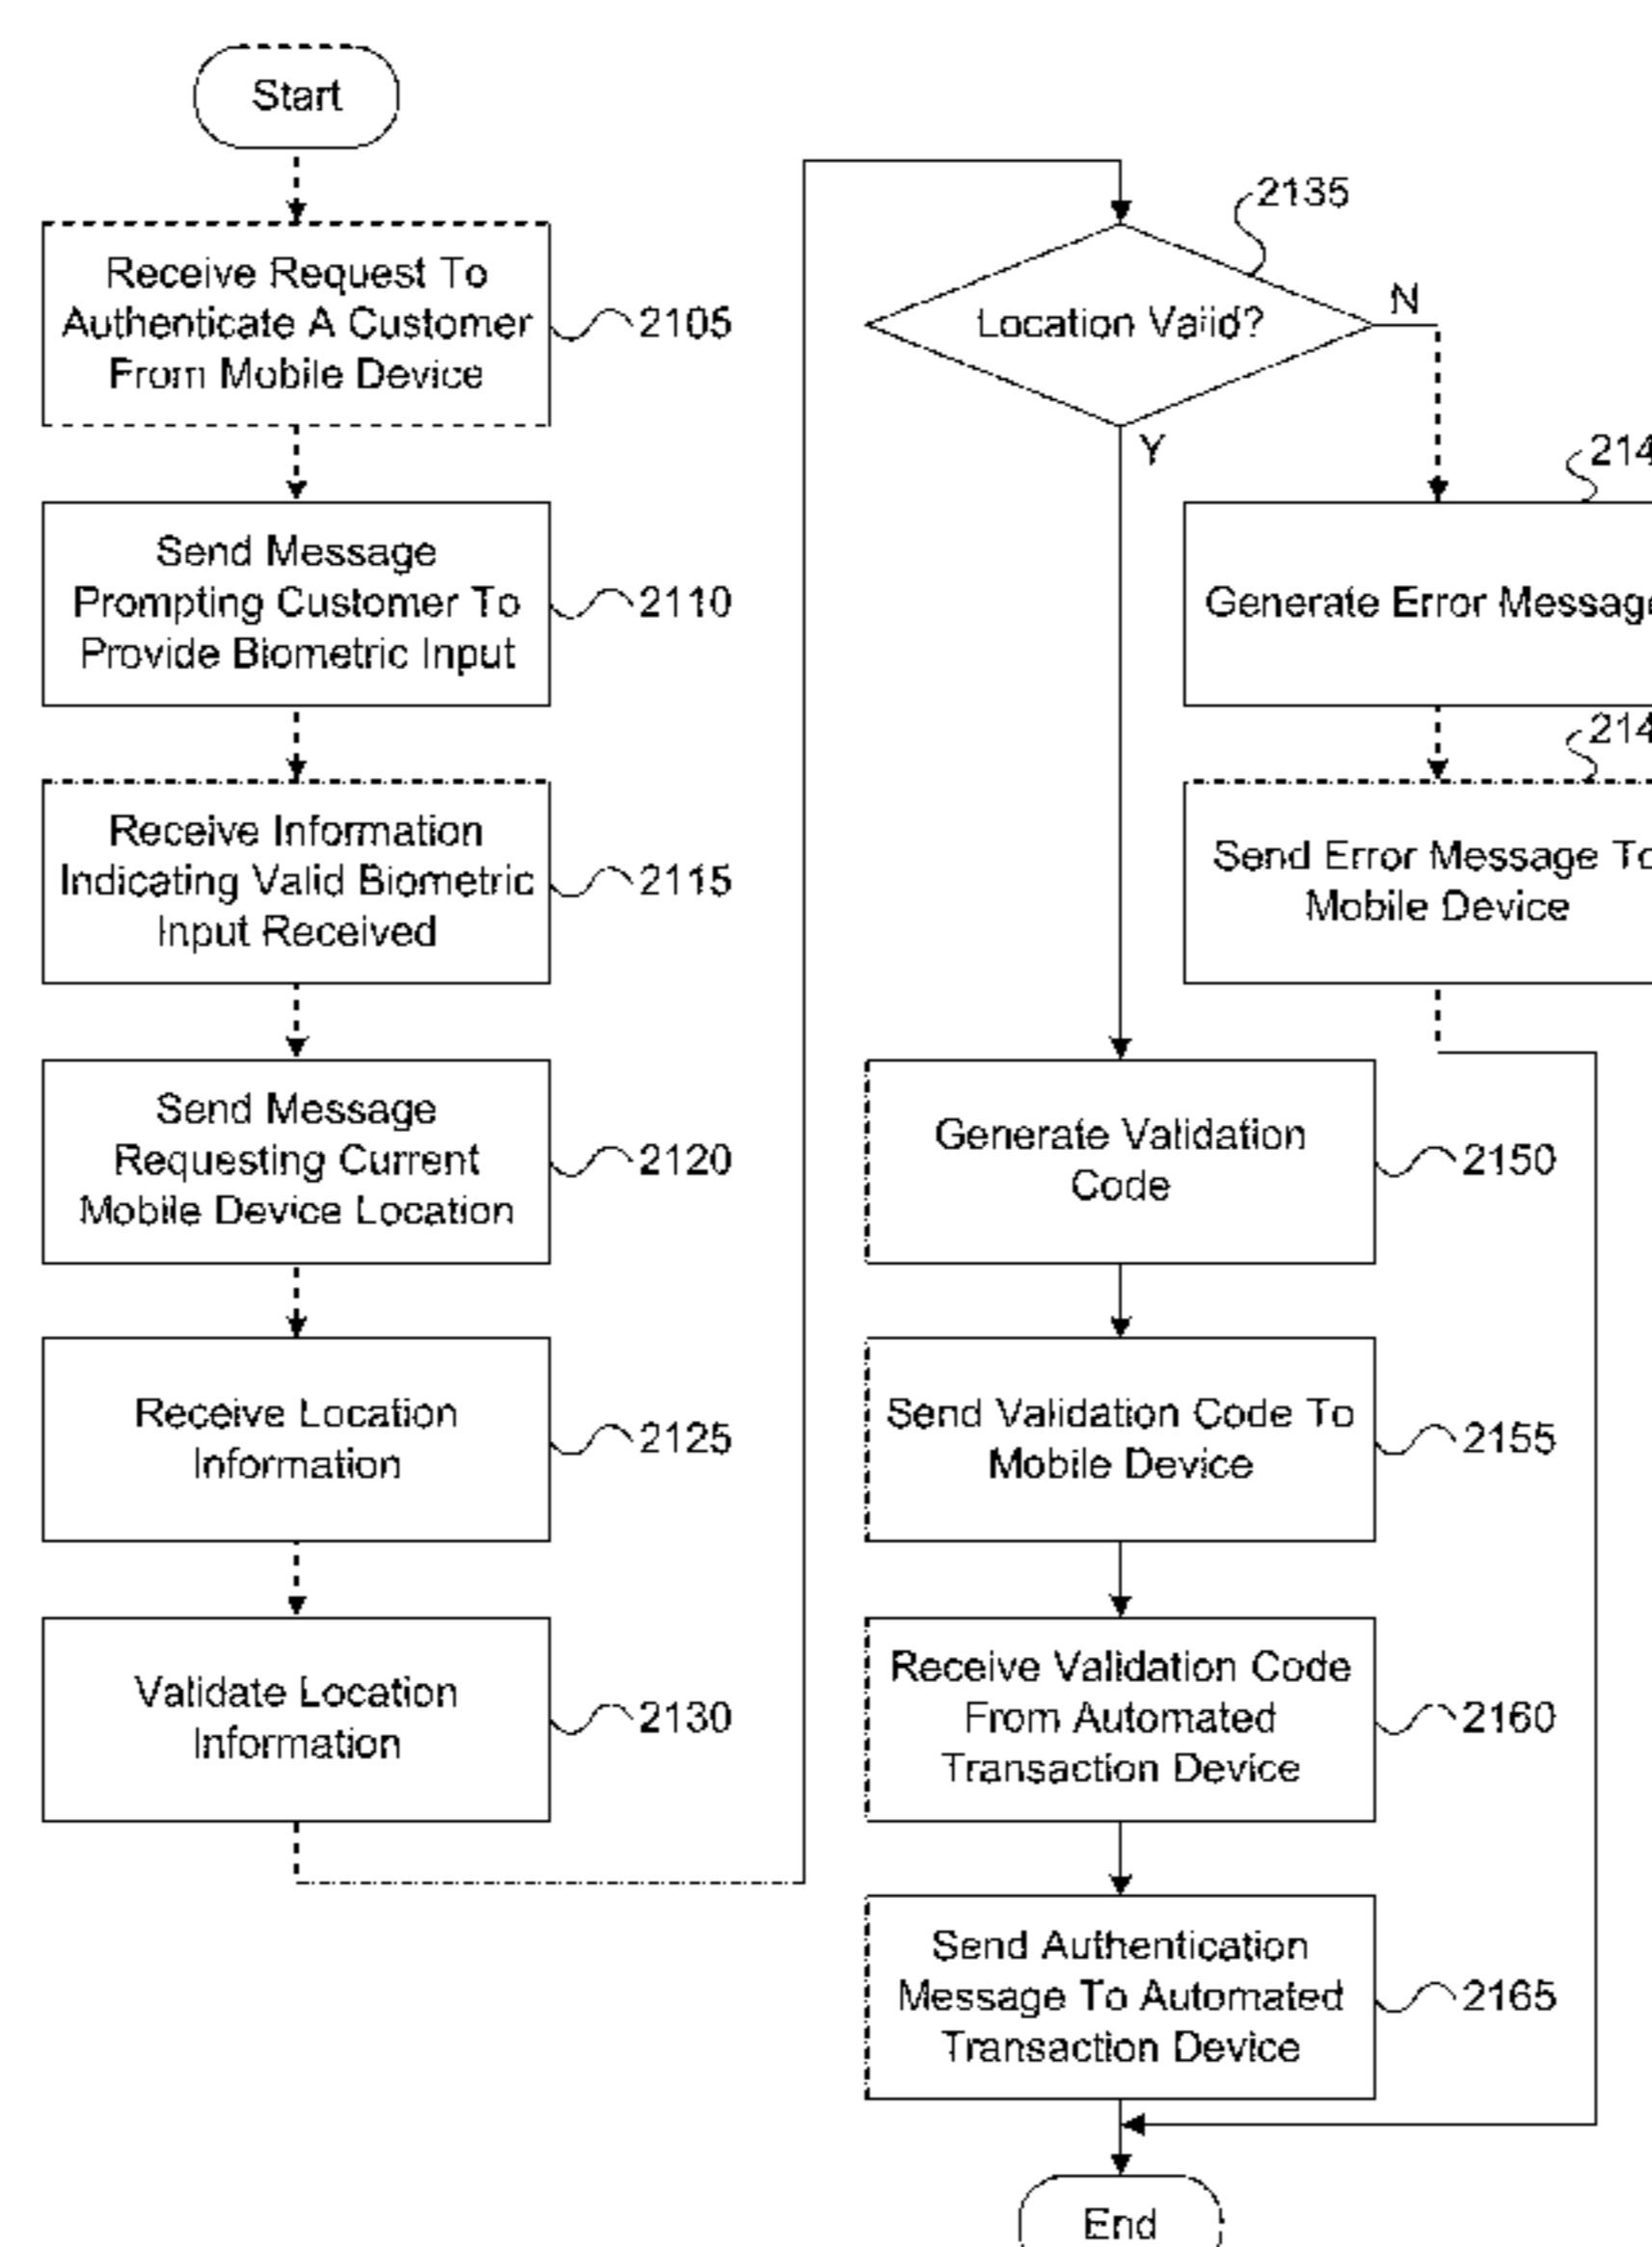 Start
Receive Request To
Authenticate A Customer
From Mobile Device
2105
Send Message
Prompting Customer To
Provide Biometric Input
2110
Receive Information
Indicating Valid Biometric
Input Received
2115
Send Message
Requesting Current
Mobile Device Location
2120
Receive Location
Information
2125
Validate Location
Information
2130
2135
Location Valid?
N
Y
214
Generate Error Message
214
Send Error Message To
Mobile Device
Generate Validation
Code
2150
Send Validation Code To
Mobile Device
2155
Receive Validation Code
From Automated
Transaction Device
2160
Send Authentication
Message To Automated
Transaction Device
2165
End